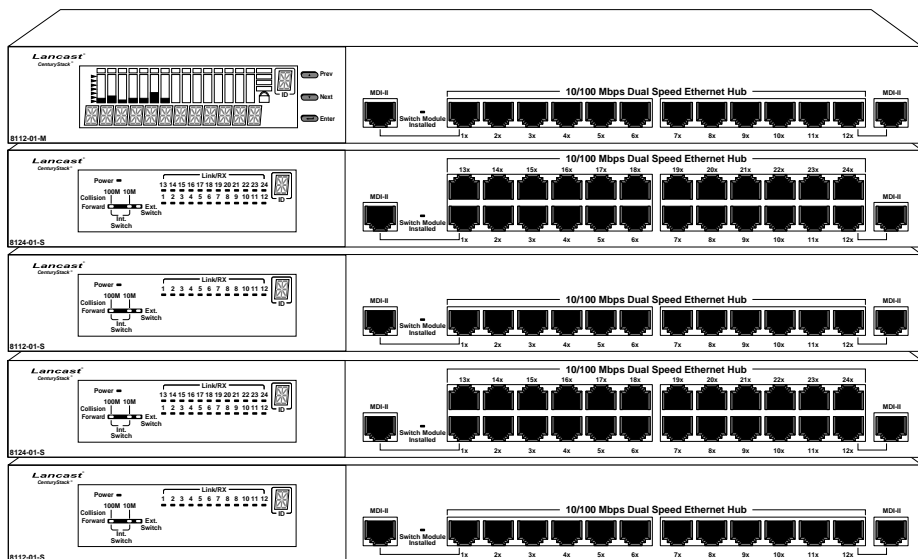 Lancast
CenturyStack
Prev
Next
Enter
ID
8112-01-M
MDI-II
Switch Module
Installed
10/100 Mbps Dual Speed Ethernet Hub
1x 2x 3x 4x 5x 6x 7x 8x 9x 10x 11x 12x
MDI-II
Lancast
CenturyStack
Power
100M 10M
Collision
Forward
Ext.
Switch
Int.
Switch
Link/RX
13 14 15 16 17 18 19 20 21 22 23 24
1 2 3 4 5 6 7 8 9 10 11 12
ID
8124-01-S
MDI-II
Switch Module
Installed
10/100 Mbps Dual Speed Ethernet Hub
13x 14x 15x 16x 17x 18x 19x 20x 21x 22x 23x 24x
1x 2x 3x 4x 5x 6x 7x 8x 9x 10x 11x 12x
MDI-II
Lancast
CenturyStack
Power
100M 10M
Collision
Forward
Ext.
Switch
Int.
Switch
Link/RX
1 2 3 4 5 6 7 8 9 10 11 12
ID
8112-01-S
MDI-II
Switch Module
Installed
10/100 Mbps Dual Speed Ethernet Hub
1x 2x 3x 4x 5x 6x 7x 8x 9x 10x 11x 12x
MDI-II
Lancast
CenturyStack
Power
100M 10M
Collision
Forward
Ext.
Switch
Int.
Switch
Link/RX
13 14 15 16 17 18 19 20 21 22 23 24
1 2 3 4 5 6 7 8 9 10 11 12
ID
8124-01-S
MDI-II
Switch Module
Installed
10/100 Mbps Dual Speed Ethernet Hub
13x 14x 15x 16x 17x 18x 19x 20x 21x 22x 23x 24x
1x 2x 3x 4x 5x 6x 7x 8x 9x 10x 11x 12x
MDI-II
Lancast
CenturyStack
Power
100M 10M
Collision
Forward
Ext.
Switch
Int.
Switch
Link/RX
1 2 3 4 5 6 7 8 9 10 11 12
ID
8112-01-S
MDI-II
Switch Module
Installed
10/100 Mbps Dual Speed Ethernet Hub
1x 2x 3x 4x 5x 6x 7x 8x 9x 10x 11x 12x
MDI-II